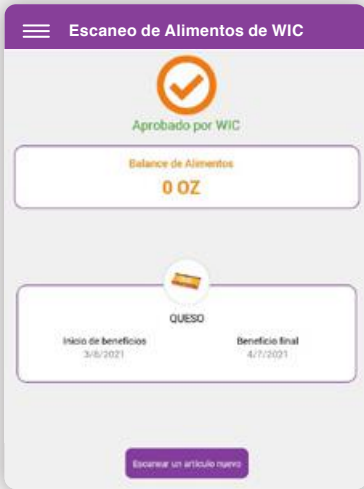 Escaneo de Alimentos de WIC
Aprobado por WIC
Balance de Alimentos
0 OZ
QUESO
Inicio de beneficios
Beneficio final
3/8/2021
4/7/2021
Escanear un artículo nuevo